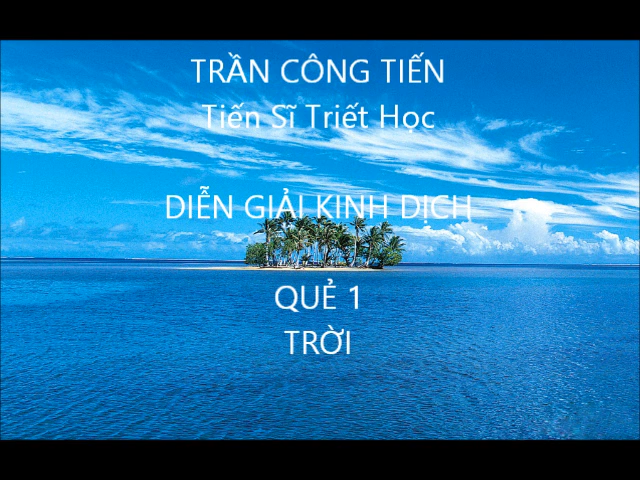 TRẦN CÔNG TIẾN
Tiến Sĩ Triết Học
DIỄN GIẢI KINH DỊCH
QUẺ 1
TRỜI